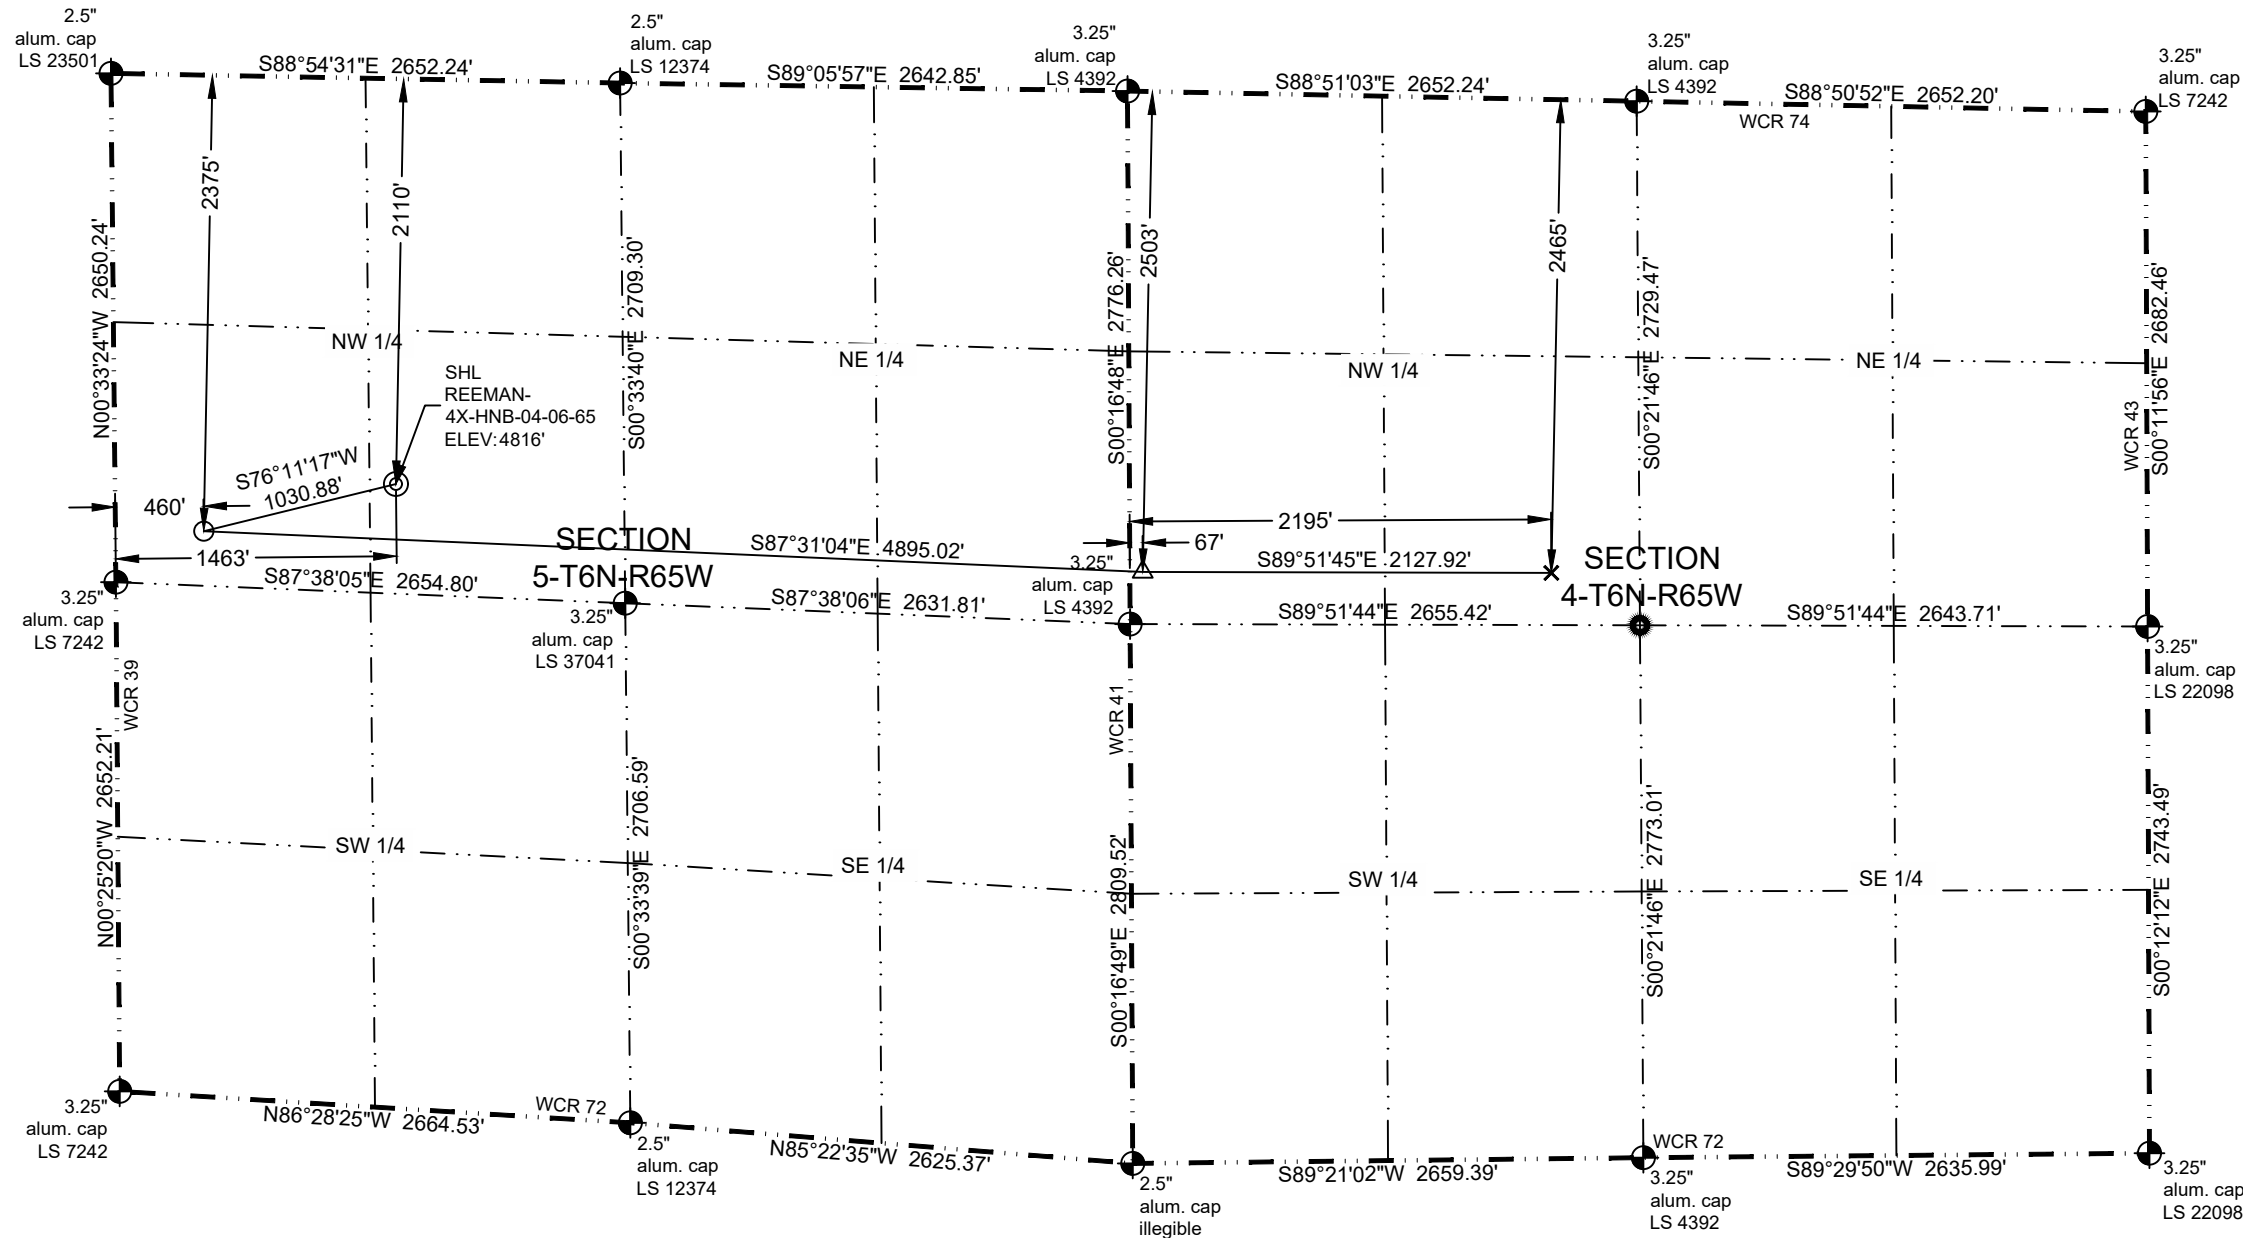 2.5"
alum. cap
LS 23501
S88°54'31"E 2652.24'
2.5"
alum. cap
LS 12374
S89°05'57"E 2642.85'
3.25"
alum. cap
LS 4392
S88°51'03"E 2652.24'
3.25"
alum. cap
LS 4392
S88°50'52"E 2652.20'
WCR 74
3.25"
alum. cap
LS 7242
2375'
2110'
2503'
2465'
N00°33'24"W 2650.24'
S00°33'40"E 2709.30'
S00°16'48"E 2776.26'
S00°21'46"E 2729.47'
WCR 43
S00°11'56"E 2682.46'
NW 1/4
NE 1/4
NW 1/4
NE 1/4
SHL
REEMAN-
4X-HNB-04-06-65
ELEV:4816'
S76°11'17"W
1030.88'
460'
1463'
SECTION
5-T6N-R65W
S87°31'04"E 4895.02'
2195'
67'
S89°51'45"E 2127.92'
SECTION
4-T6N-R65W
S87°38'05"E 2654.80'
S87°38'06"E 2631.81'
S89°51'44"E 2655.42'
S89°51'44"E 2643.71'
3.25"
alum. cap
LS 7242
3.25"
alum. cap
LS 37041
3.25"
alum. cap
LS 4392
3.25"
alum. cap
LS 22098
WCR 39
WCR 41
N00°25'20"W 2652.21'
S00°33'39"E 2706.59'
S00°16'49"E 2809.52'
S00°21'46"E 2773.01'
S00°12'12"E 2743.49'
SW 1/4
SE 1/4
SW 1/4
SE 1/4
3.25"
alum. cap
LS 7242
N86°28'25"W 2664.53'
WCR 72
2.5"
alum. cap
LS 12374
N85°22'35"W 2625.37'
2.5"
alum. cap
illegible
S89°21'02"W 2659.39'
WCR 72
3.25"
alum. cap
LS 4392
S89°29'50"W 2635.99'
3.25"
alum. cap
LS 22098